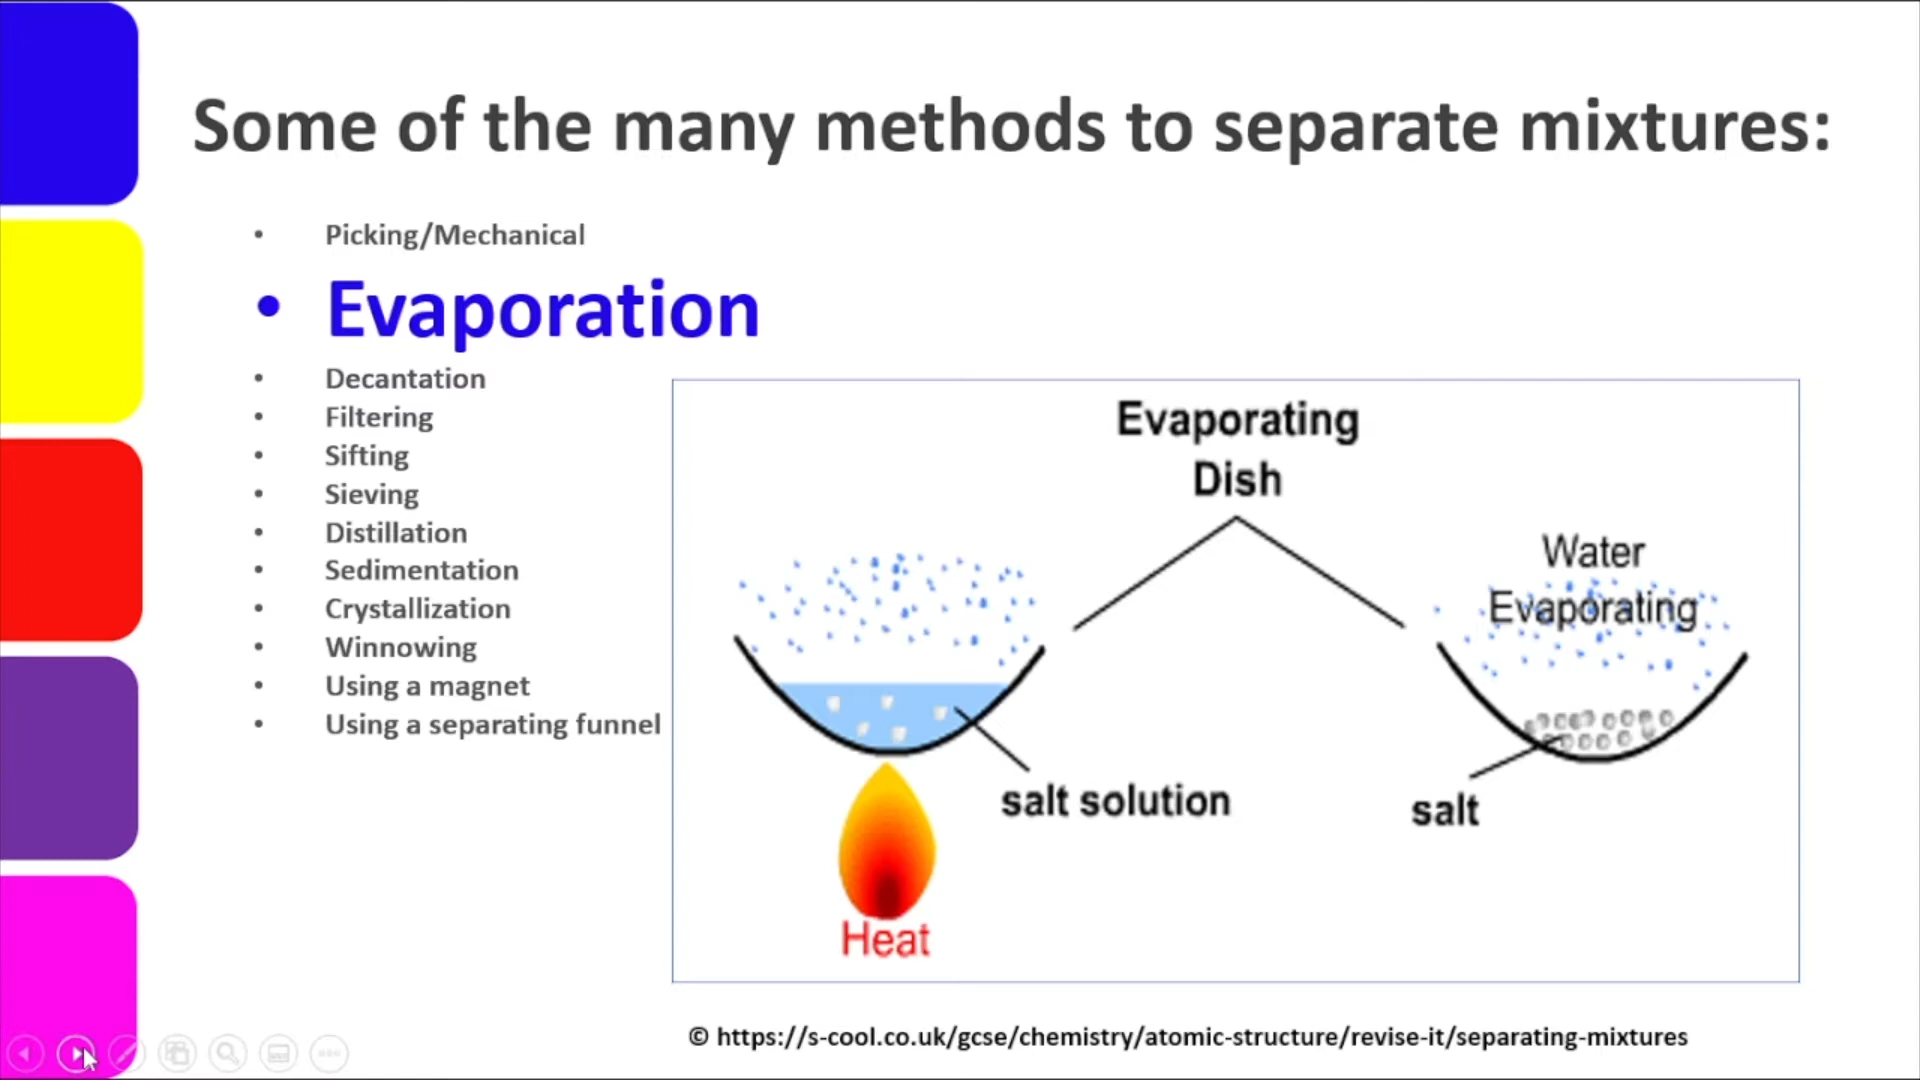 Some of the many methods to separate mixtures:
• Picking/Mechanical
• Evaporation
• Decantation
• Filtering
• Sifting
• Sieving
• Distillation
• Sedimentation
• Crystallization
• Winnowing
• Using a magnet
• Using a separating funnel
Evaporating
Dish
Water
Evaporating
salt solution
salt
Heat
© https://s-cool.co.uk/gcse/chemistry/atomic-structure/revise-it/separating-mixtures